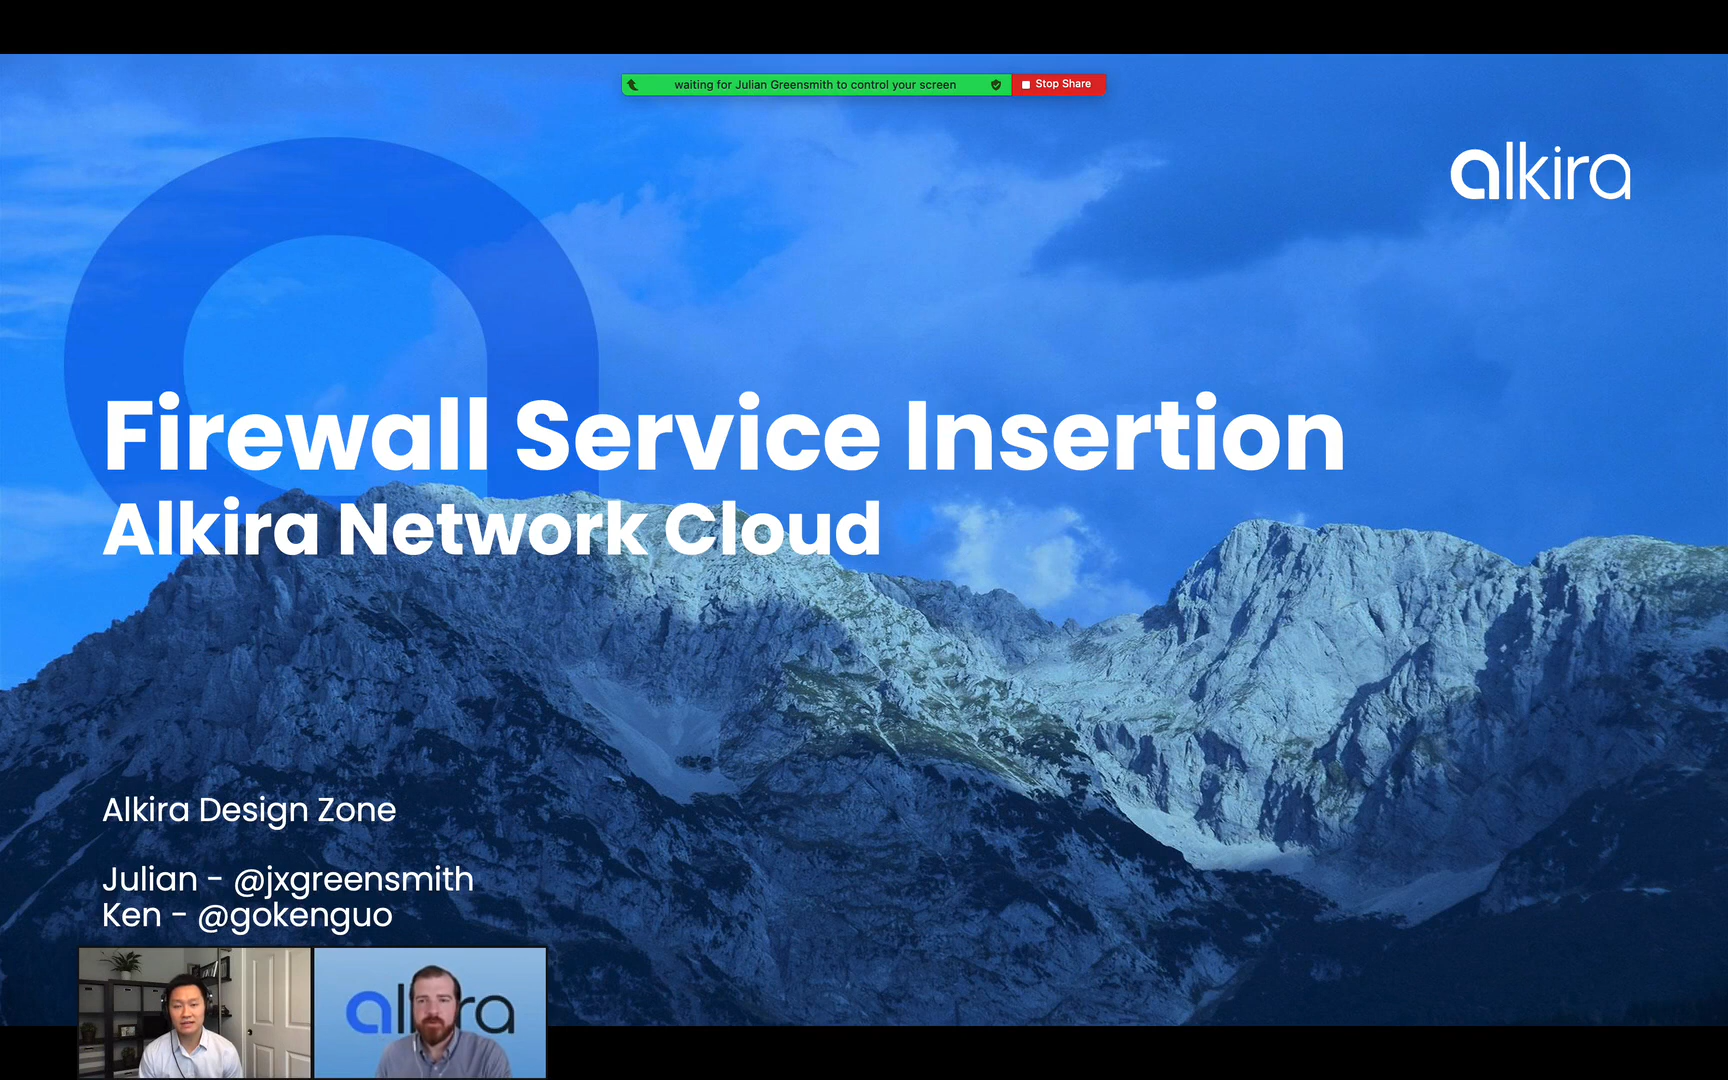 waiting for Julian Greensmith to control your screen
Stop Share
alkira
Firewall Service Insertion
Alkira Network Cloud
Alkira Design Zone
Julian - @jxgreensmith
Ken - @gokenguo